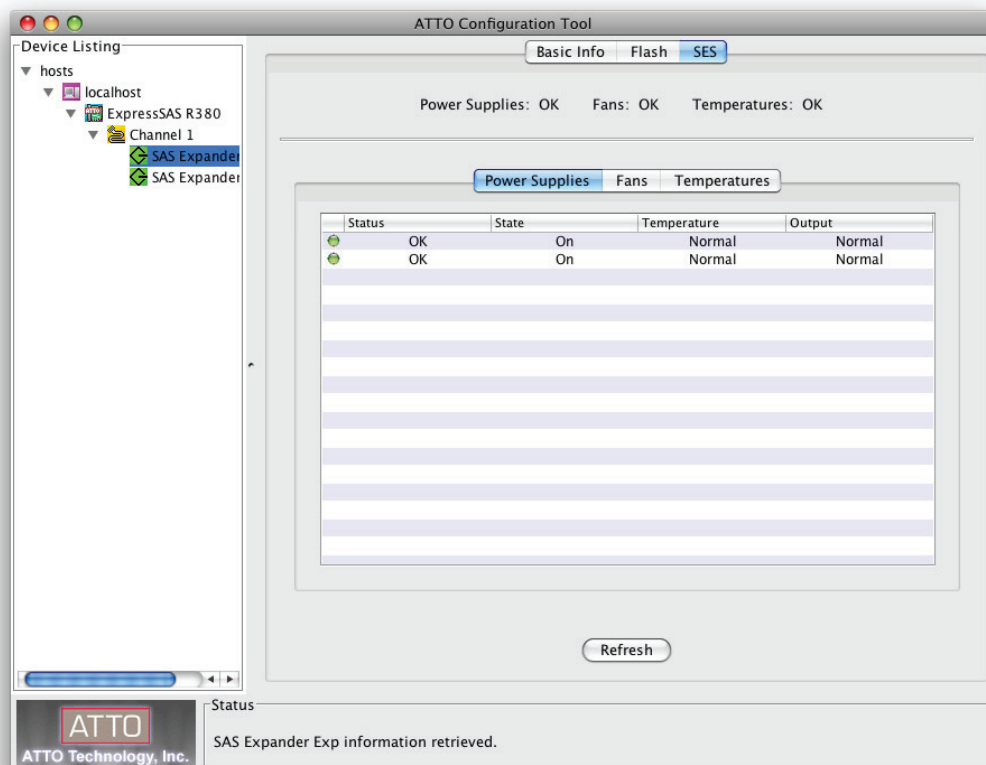 ATTO Configuration Tool
Device Listing
hosts
localhost
ExpressSAS R380
Channel 1
SAS Expander
SAS Expander
Basic Info Flash SES
Power Supplies: OK Fans: OK Temperatures: OK
Power Supplies Fans Temperatures
Status State Temperature Output
OK On Normal Normal
OK On Normal Normal
Refresh
ATTO
ATTO Technology, Inc.
Status
SAS Expander Exp information retrieved.